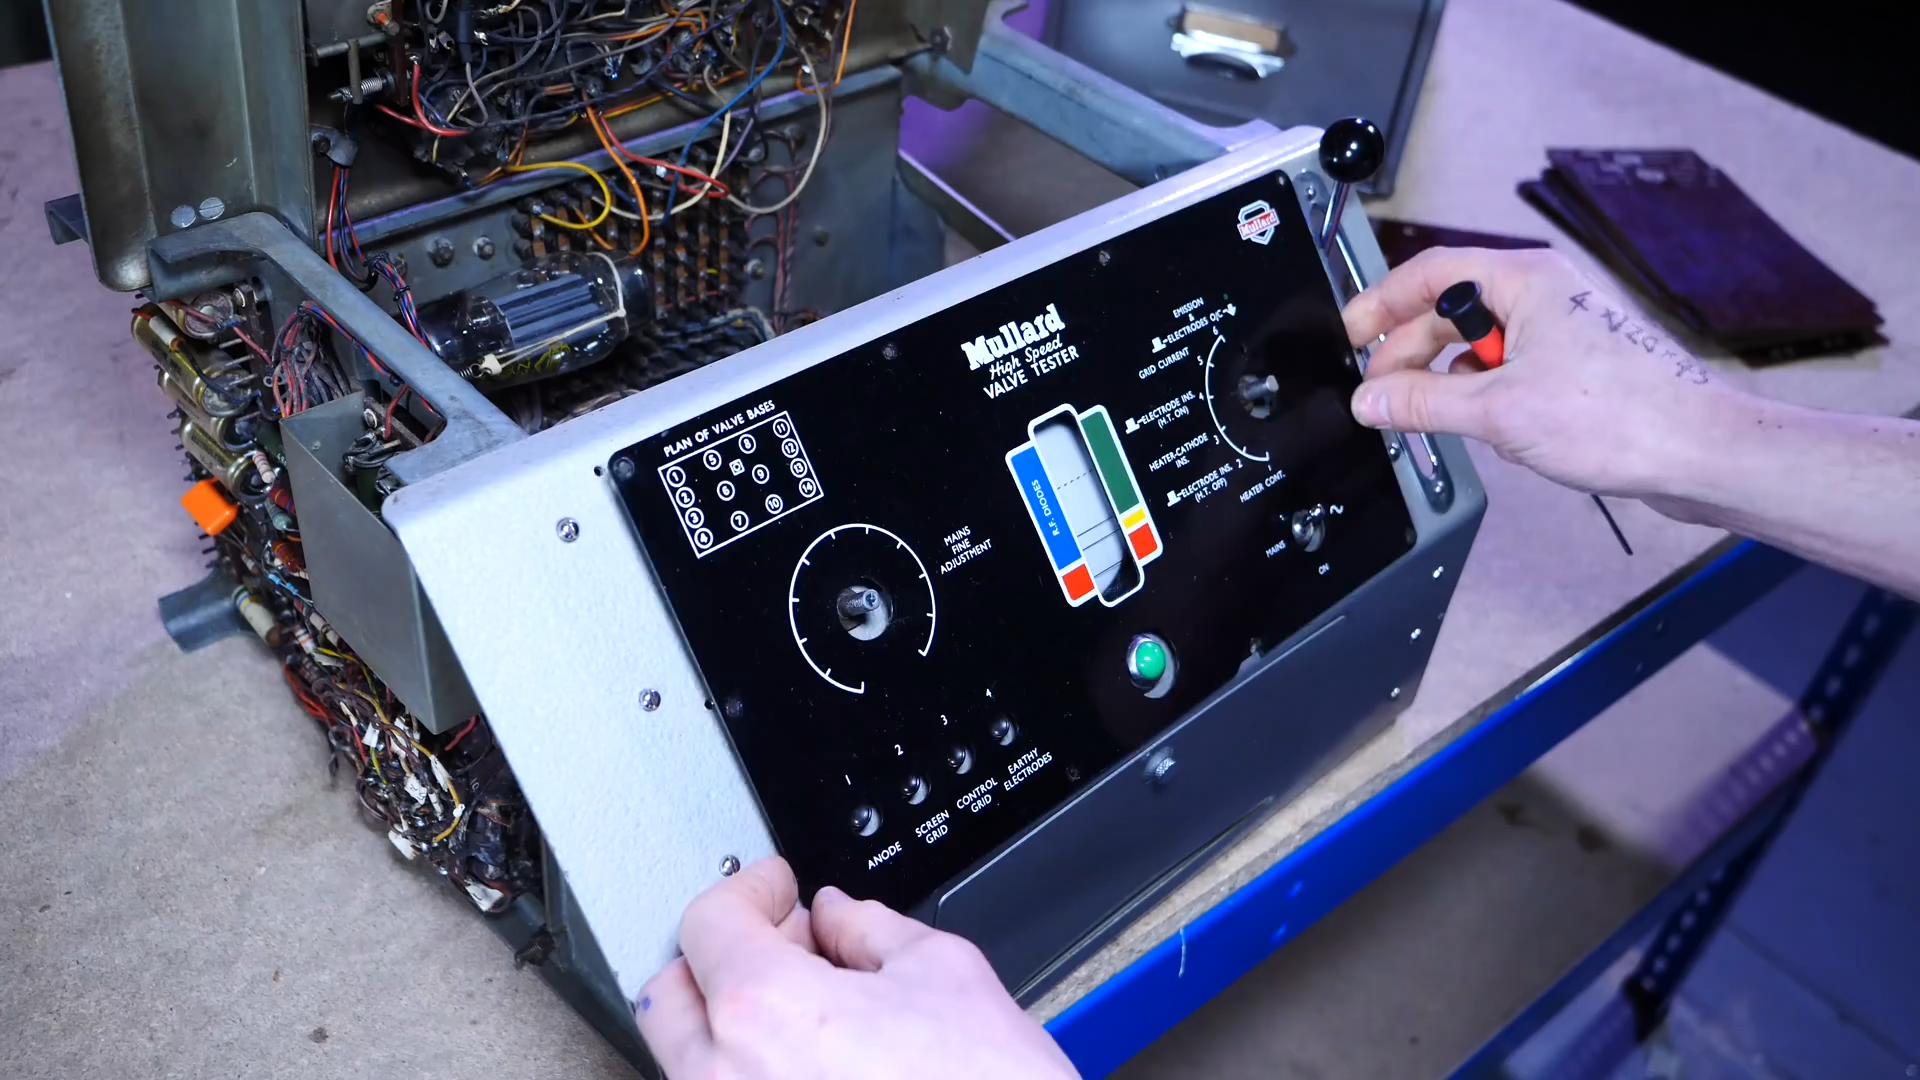 Mullard
Mullard
High Speed
VALVE TESTER
PLAN OF VALVE BASES
1
2
3
4
5
6
7
8
9
10
11
12
13
14
MAINS
FINE
ADJUSTMENT
R.F. DIODES
EMISSION
&
ELECTRODES O/C
6
GRID CURRENT
5
ELECTRODE INS.
(H.T. ON)
4
HEATER-CATHODE
INS.
3
ELECTRODE INS.
(H.T. OFF)
2
HEATER CONT.
1
MAINS
~
ON
1
2
3
4
ANODE
SCREEN
GRID
CONTROL
GRID
EARTHY
ELECTRODES